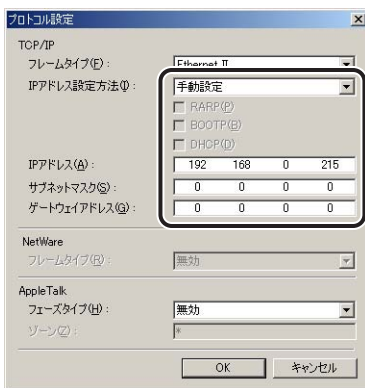 プロトコル設定
TCP/IP
フレームタイプ(F) : Ethernet II
IPアドレス設定方法(I) : 手動設定
RARP(P)
BOOTP(B)
DHCP(D)
IPアドレス(A) : 192 168 0 215
サブネットマスク(S) : 0 0 0 0
ゲートウェイアドレス(G) : 0 0 0 0
NetWare
フレームタイプ(R) : 無効
AppleTalk
フェーズタイプ(H) : 無効
ゾーン(Z) : *
OK キャンセル